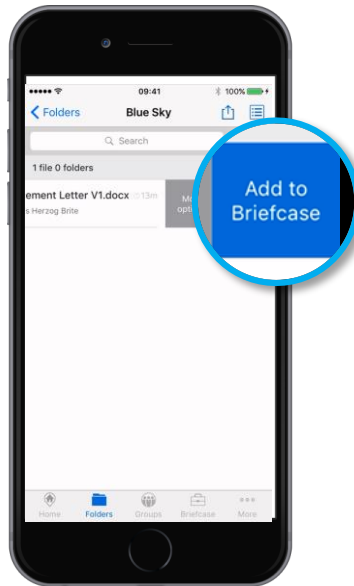 09:41 100%
Folders Blue Sky
Search
1 file 0 folders
ement Letter V1.docx 13m
s Herzog Brite
Add to
Briefcase
Home Folders Groups Briefcase More